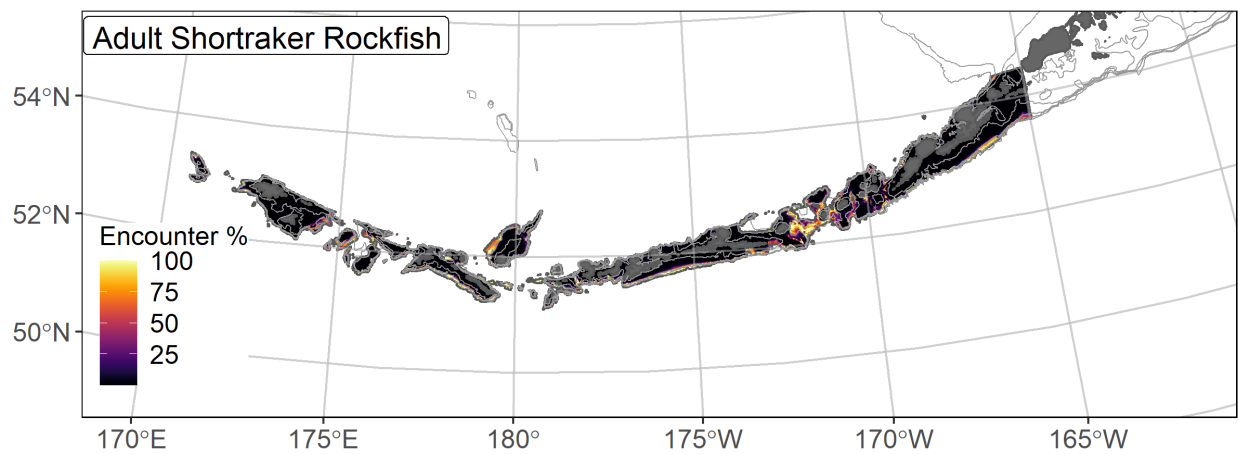 Adult Shortraker Rockfish
54°N
52°N
50°N
Encounter %
100
75
50
25
170°E
175°E
180°
175°W
170°W
165°W